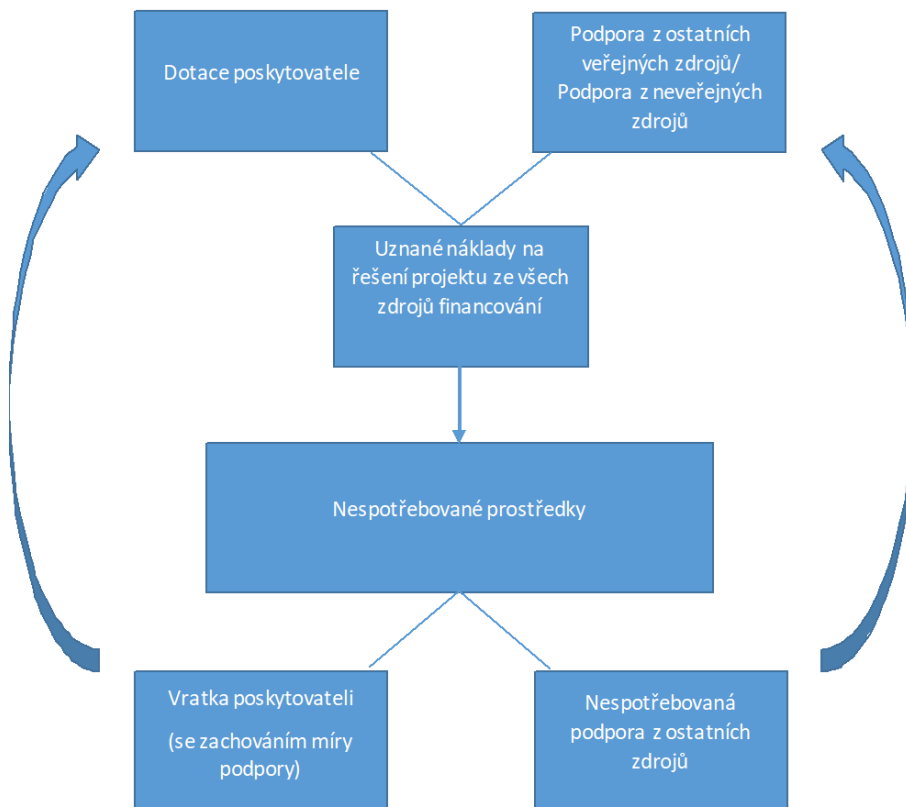 Dotace poskytovatele
Podpora z ostatních
veřejných zdrojů/
Podpora z neveřejných
zdrojů
Uznané náklady na
řešení projektu ze všech
zdrojů financování
Nespotřebované prostředky
Vratka poskytovateli
(se zachováním míry
podpory)
Nespotřebovaná
podpora z ostatních
zdrojů